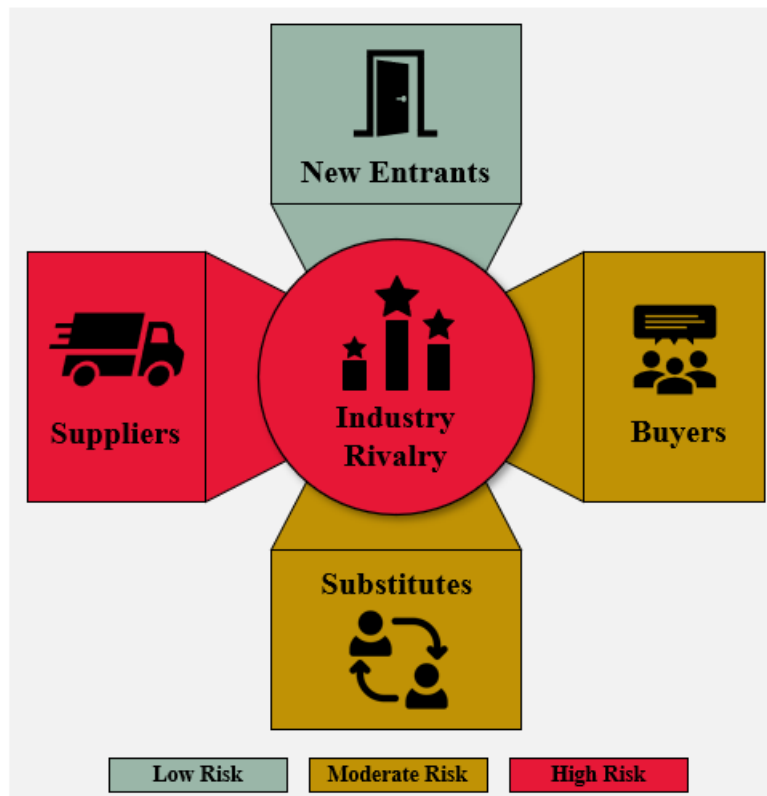 New Entrants
Suppliers
Industry
Rivalry
Buyers
Substitutes
Low Risk
Moderate Risk
High Risk